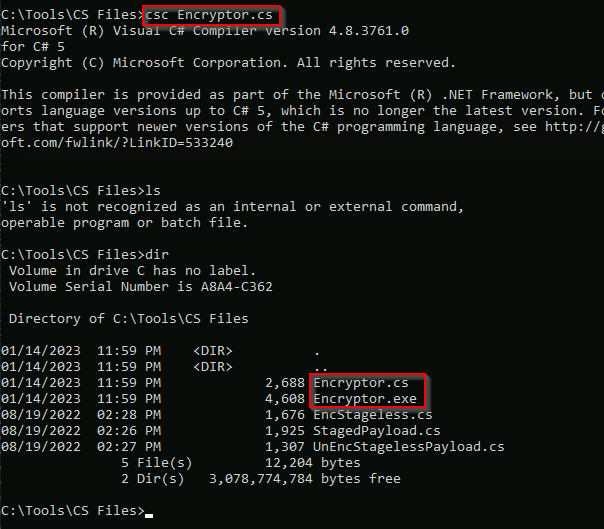 C:\Tools\CS Files>csc Encryptor.cs
Microsoft (R) Visual C# Compiler version 4.8.3761.0
for C# 5
Copyright (C) Microsoft Corporation. All rights reserved.
This compiler is provided as part of the Microsoft (R) .NET Framework, but
orts language versions up to C# 5, which is no longer the latest version. Fo
ers that support newer versions of the C# programming language, see http://g
oft.com/fwlink/?LinkID=533240
C:\Tools\CS Files>ls
'ls' is not recognized as an internal or external command,
operable program or batch file.
C:\Tools\CS Files>dir
Volume in drive C has no label.
Volume Serial Number is A8A4-C362
Directory of C:\Tools\CS Files
01/14/2023 11:59 PM <DIR> .
01/14/2023 11:59 PM <DIR> ..
01/14/2023 11:59 PM 2,688 Encryptor.cs
01/14/2023 11:59 PM 4,608 Encryptor.exe
08/19/2022 02:28 PM 1,676 EncStageless.cs
08/19/2022 02:26 PM 1,925 StagedPayload.cs
08/19/2022 02:27 PM 1,307 UnEncStagelessPayload.cs
5 File(s) 12,204 bytes
2 Dir(s) 3,078,774,784 bytes free
C:\Tools\CS Files>